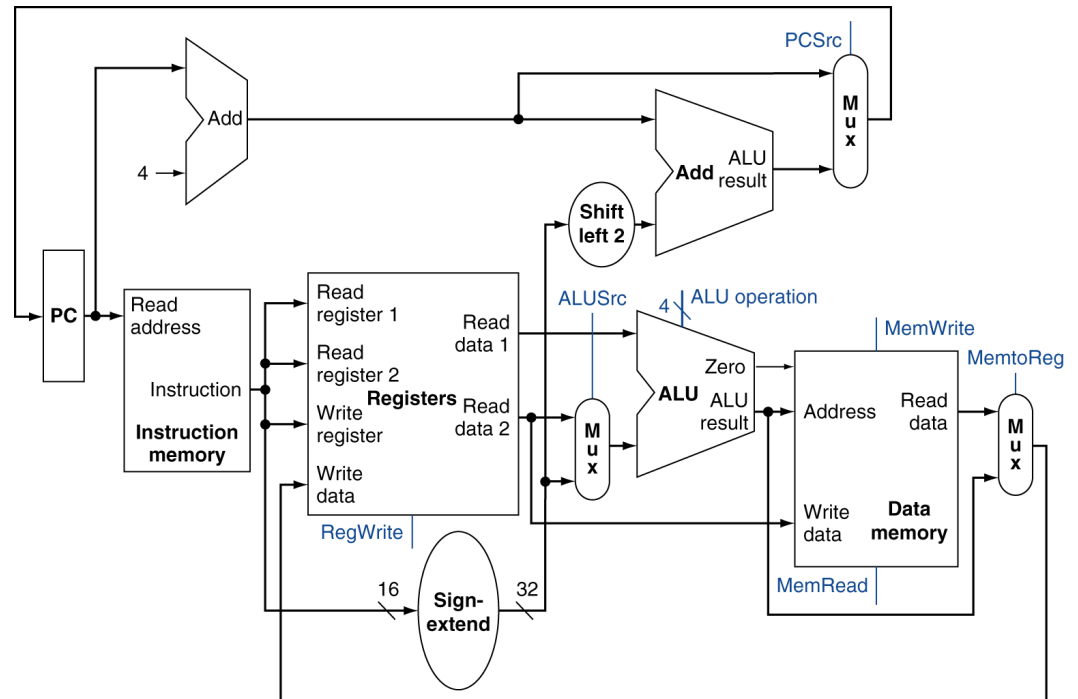 PCSrc
M
u
x
Add
ALU
Add result
4
Shift
left 2
PC
Read
address
Instruction
Instruction
memory
Read
register 1
Read
register 2
Registers
Write
register
Write
data
Read
data 1
Read
data 2
RegWrite
16
Sign-
extend
32
ALUSrc
M
u
x
4
ALU operation
Zero
ALU
ALU
result
MemWrite
Address
Read
data
Write
data
Data
memory
MemRead
MemtoReg
M
u
x